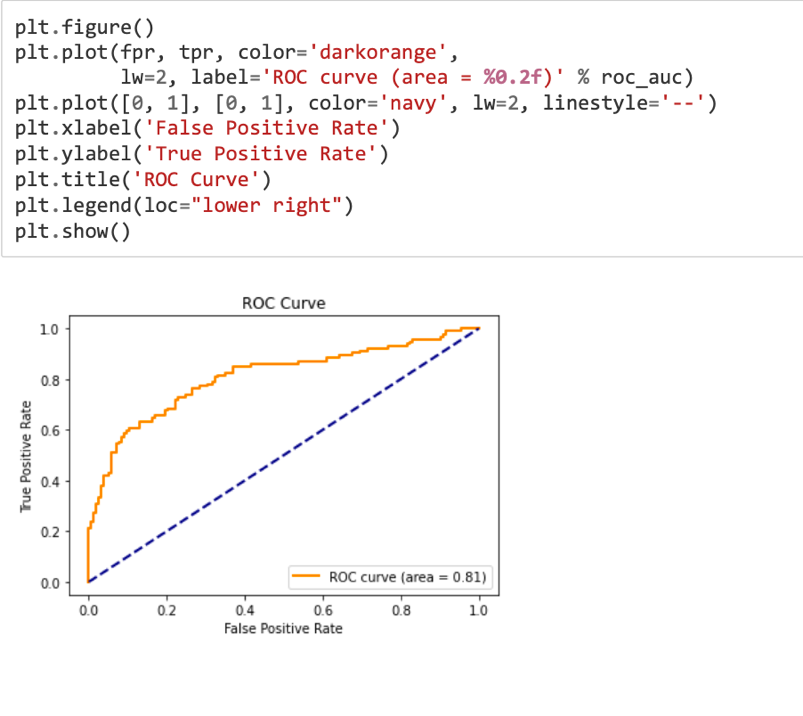 plt.figure()
plt.plot(fpr, tpr, color='darkorange',
         lw=2, label='ROC curve (area = %0.2f)' % roc_auc)
plt.plot([0, 1], [0, 1], color='navy', lw=2, linestyle='--')
plt.xlabel('False Positive Rate')
plt.ylabel('True Positive Rate')
plt.title('ROC Curve')
plt.legend(loc="lower right")
plt.show()
ROC Curve
True Positive Rate
1.0
0.8
0.6
0.4
0.2
0.0
ROC curve (area = 0.81)
0.0 0.2 0.4 0.6 0.8 1.0
False Positive Rate